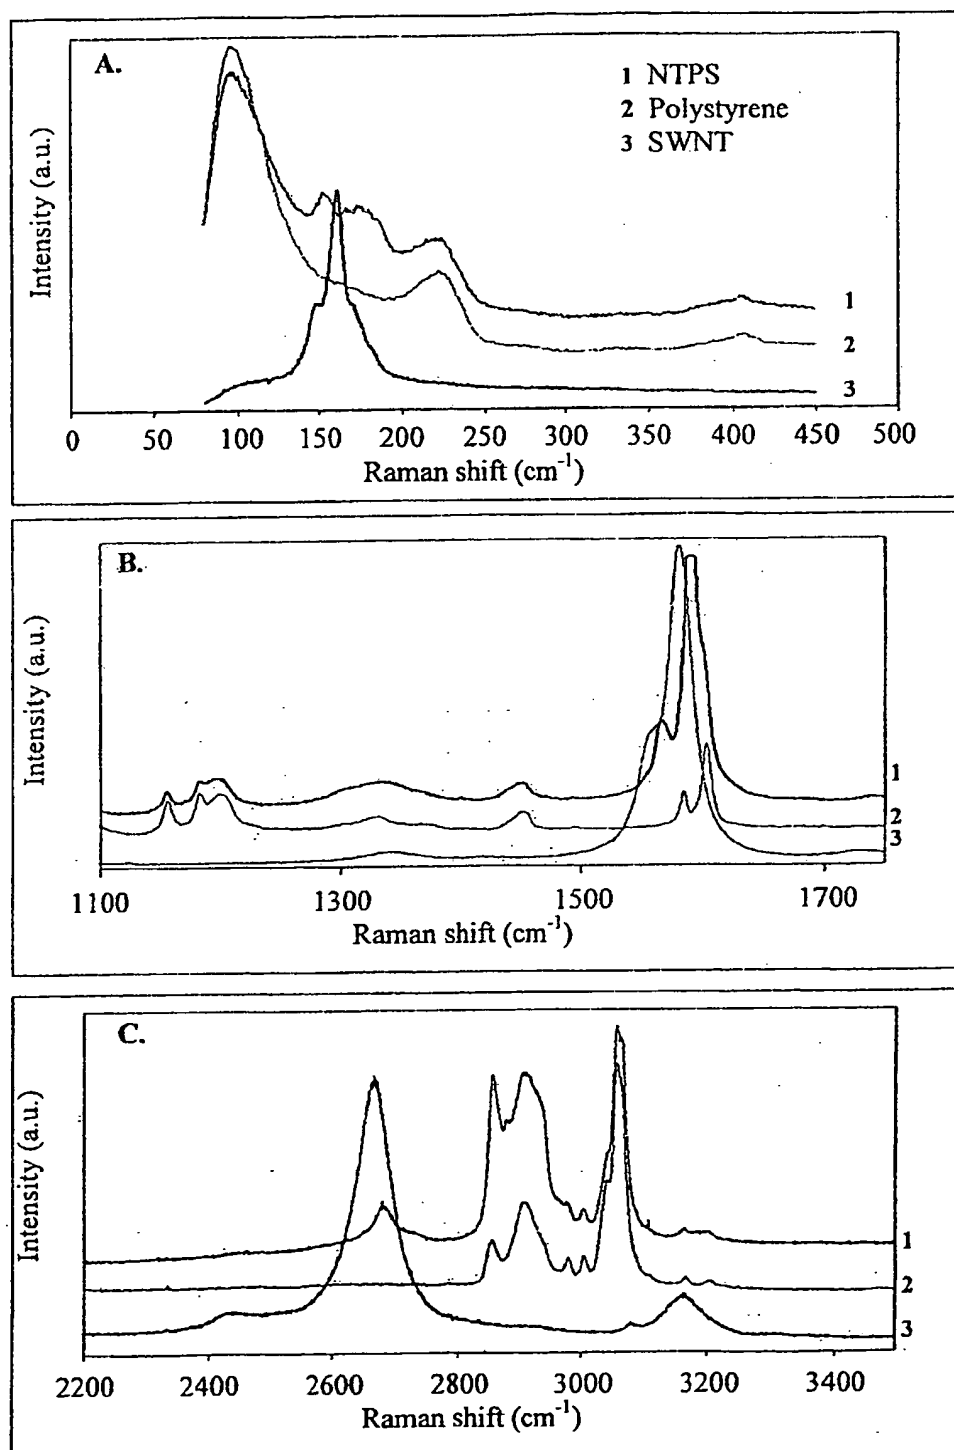 A.
1 NTPS
2 Polystyrene
3 SWNT
Intensity (a.u.)
1
2
3
0 50 100 150 200 250 300 350 400 450 500
Raman shift (cm⁻¹)
B.
Intensity (a.u.)
1
2
3
1100 1300 1500 1700
Raman shift (cm⁻¹)
C.
Intensity (a.u.)
1
2
3
2200 2400 2600 2800 3000 3200 3400
Raman shift (cm⁻¹)